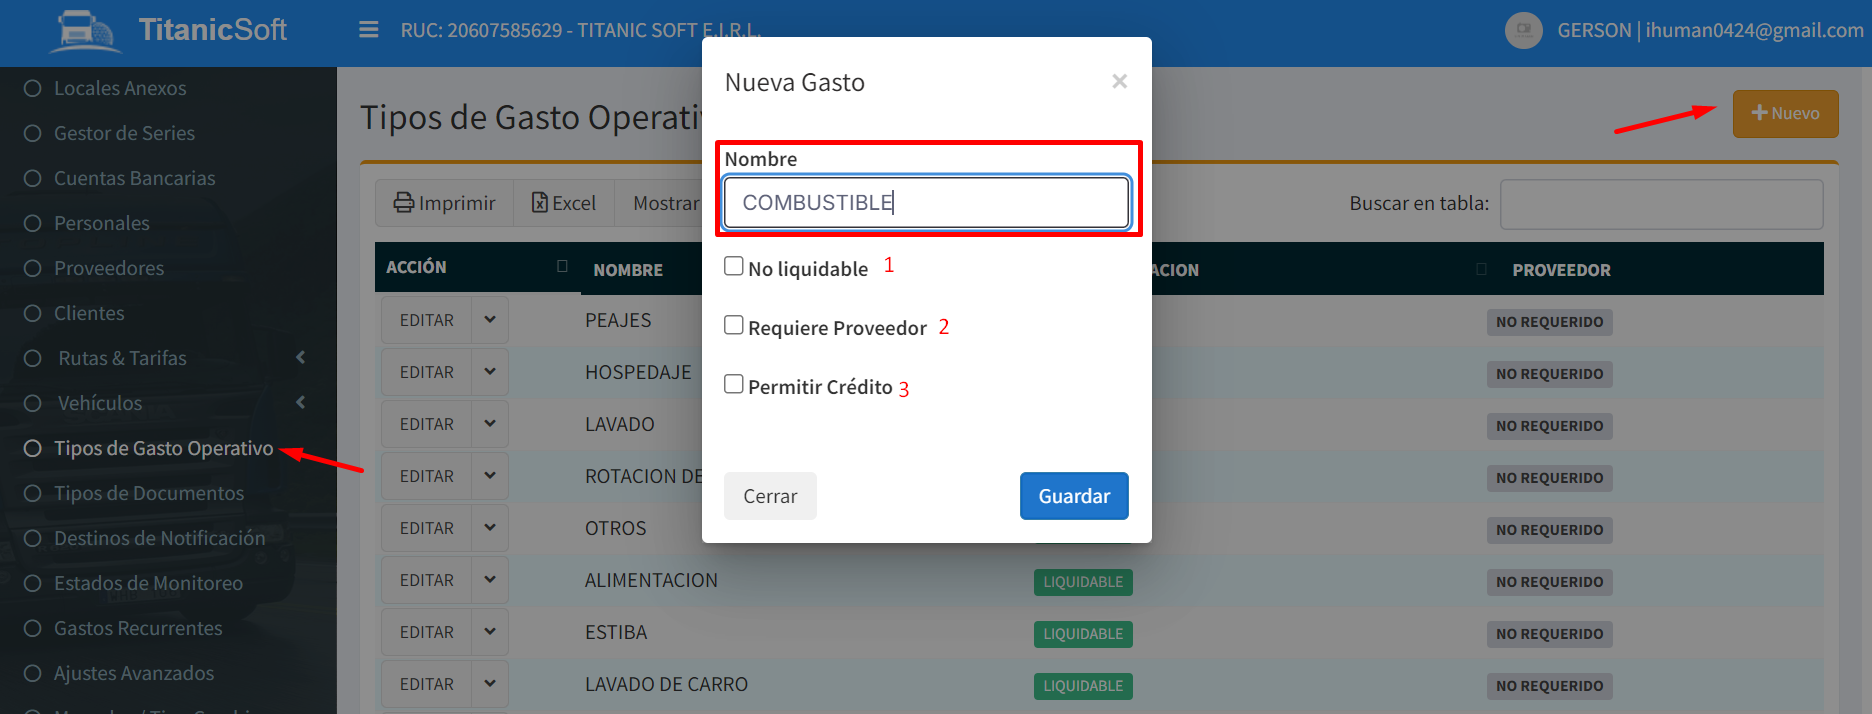 TitanicSoft
RUC: 20607585629 - TITANIC SOFT E.I.R.L.
GERSON | ihuman0424@gmail.com
Locales Anexos
Gestor de Series
Cuentas Bancarias
Personales
Proveedores
Clientes
Rutas & Tarifas
Vehículos
Tipos de Gasto Operativo
Tipos de Documentos
Destinos de Notificación
Estados de Monitoreo
Gastos Recurrentes
Ajustes Avanzados
Tipos de Gasto Operati
Nuevo
Imprimir Excel Mostrar
Buscar en tabla:
ACCIÓN NOMBRE ACION PROVEEDOR
EDITAR PEAJES NO REQUERIDO
EDITAR HOSPEDAJE NO REQUERIDO
EDITAR LAVADO NO REQUERIDO
EDITAR ROTACION DE NO REQUERIDO
EDITAR OTROS NO REQUERIDO
EDITAR ALIMENTACION LIQUIDABLE NO REQUERIDO
EDITAR ESTIBA LIQUIDABLE NO REQUERIDO
EDITAR LAVADO DE CARRO LIQUIDABLE NO REQUERIDO
Nueva Gasto ×
Nombre
COMBUSTIBLE
No liquidable 1
Requiere Proveedor 2
Permitir Crédito 3
Cerrar Guardar